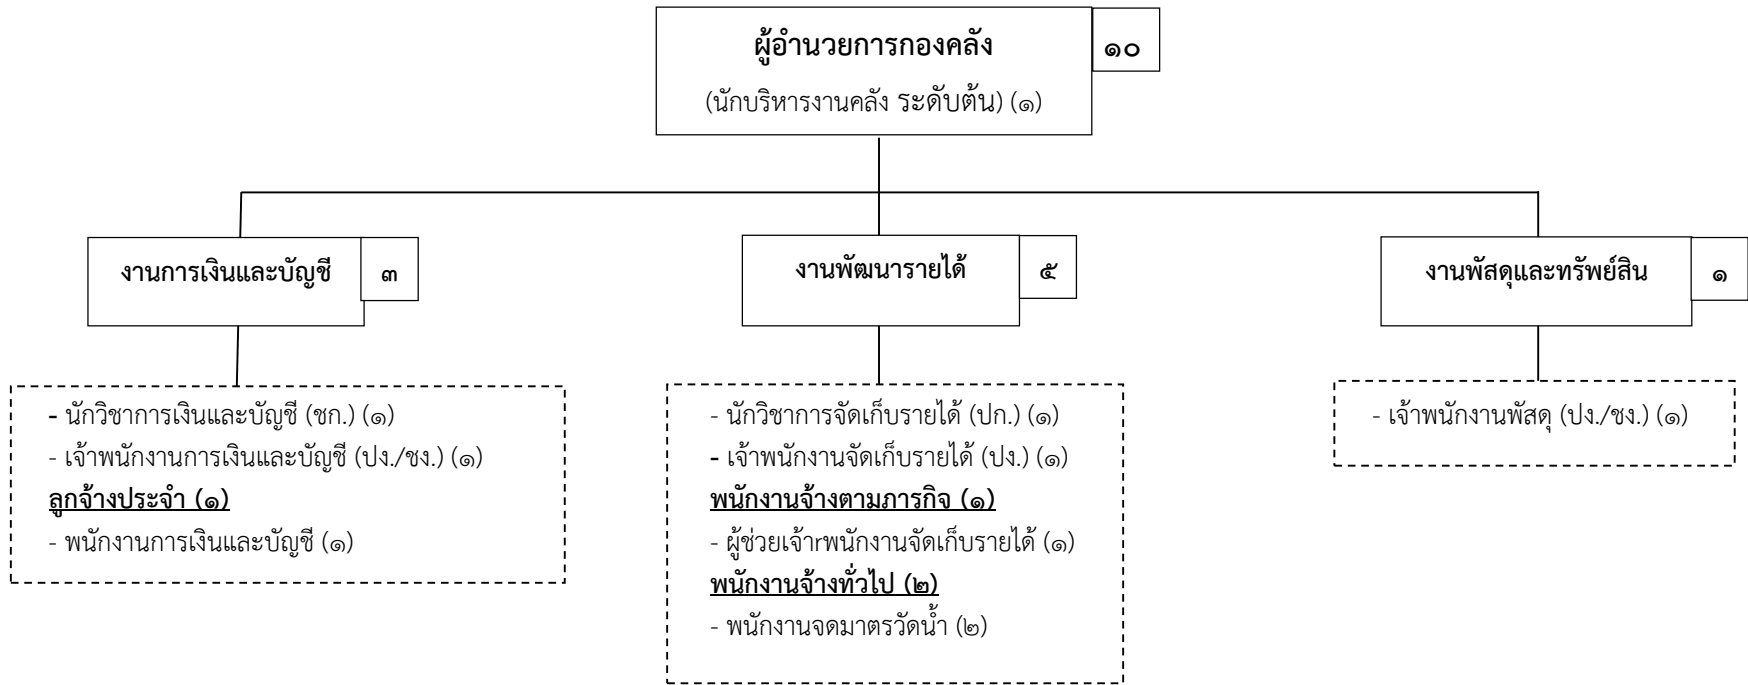 ผู้อำนวยการกองคลัง
๑๐
(นักบริหารงานคลัง ระดับต้น) (๑)
งานการเงินและบัญชี
๓
- นักวิชาการเงินและบัญชี (ชก.) (๑)
- เจ้าพนักงานการเงินและบัญชี (ปง./ชง.) (๑)
ลูกจ้างประจำ (๑)
- พนักงานการเงินและบัญชี (๑)
งานพัฒนารายได้
๕
- นักวิชาการจัดเก็บรายได้ (ปก.) (๑)
- เจ้าพนักงานจัดเก็บรายได้ (ปง.) (๑)
พนักงานจ้างตามภารกิจ (๑)
- ผู้ช่วยเจ้าrพนักงานจัดเก็บรายได้ (๑)
พนักงานจ้างทั่วไป (๒)
- พนักงานจดมาตรวัดน้ำ (๒)
งานพัสดุและทรัพย์สิน
๑
- เจ้าพนักงานพัสดุ (ปง./ชง.) (๑)